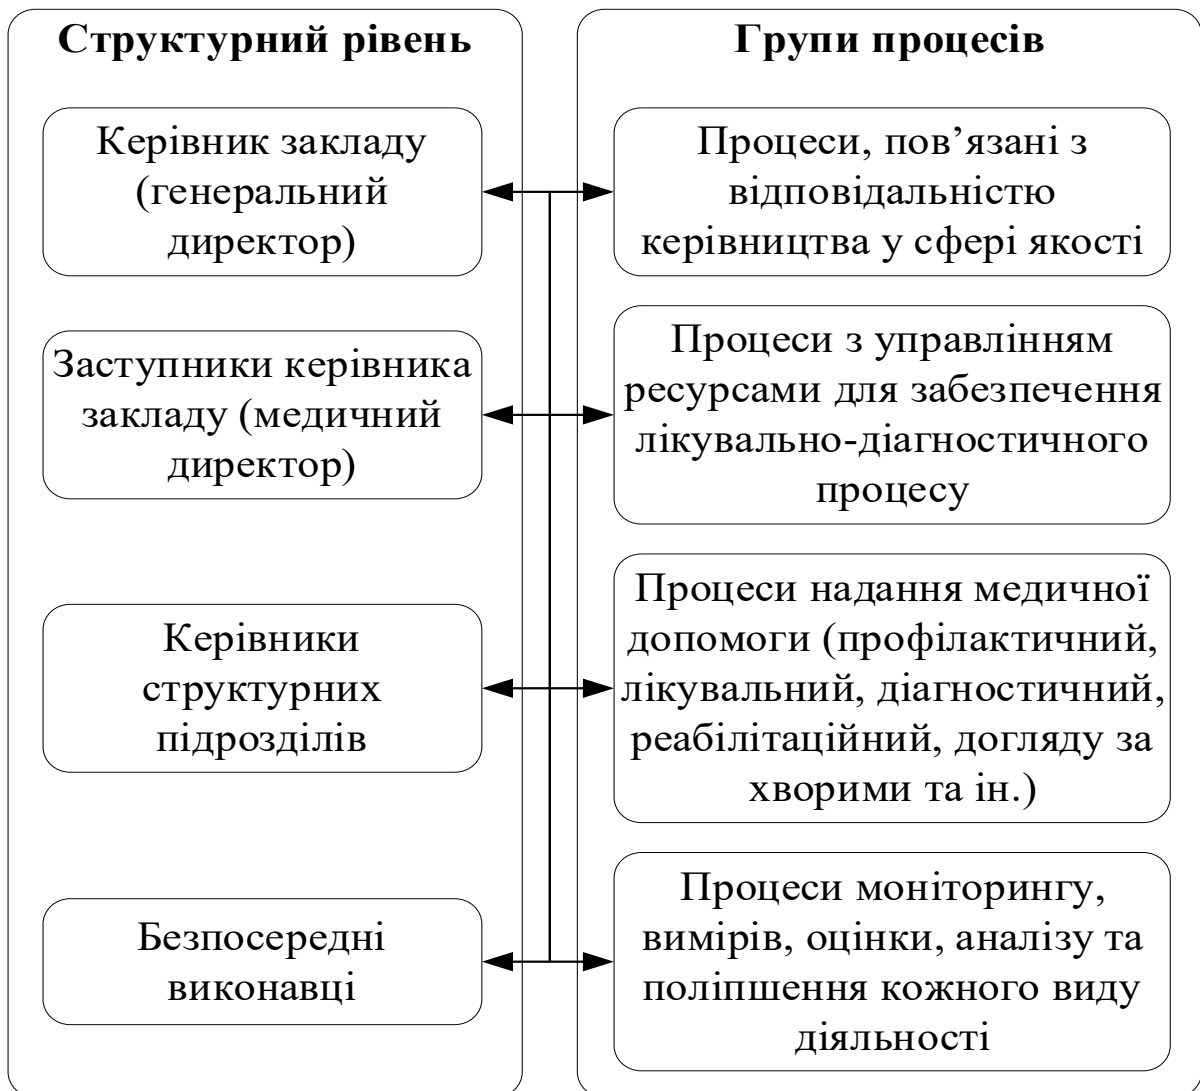 Структурний рівень
Керівник закладу
(генеральний
директор)
Заступники керівника
закладу (медичний
директор)
Керівники
структурних
підрозділів
Безпосередні
виконавці
Групи процесів
Процеси, пов’язані з
відповідальністю
керівництва у сфері якості
Процеси з управлінням
ресурсами для забезпечення
лікувально-діагностичного
процесу
Процеси надання медичної
допомоги (профілактичний,
лікувальний, діагностичний,
реабілітаційний, догляду за
хворими та ін.)
Процеси моніторингу,
вимірів, оцінки, аналізу та
поліпшення кожного виду
діяльності